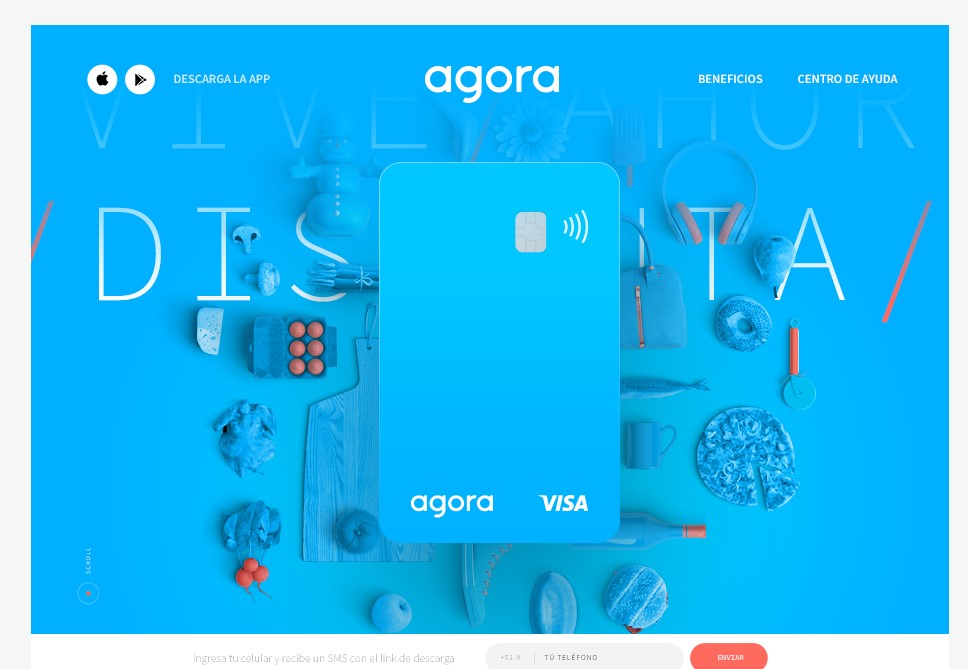 DESCARGA LA APP
agora
BENEFICIOS
CENTRO DE AYUDA
VIVE / AHOR
/ DIS ITA /
agora
VISA
SCROLL
Ingresa tu celular y recibe un SMS con el link de descarga
+51 9
TÚ TELÉFONO
ENVIAR